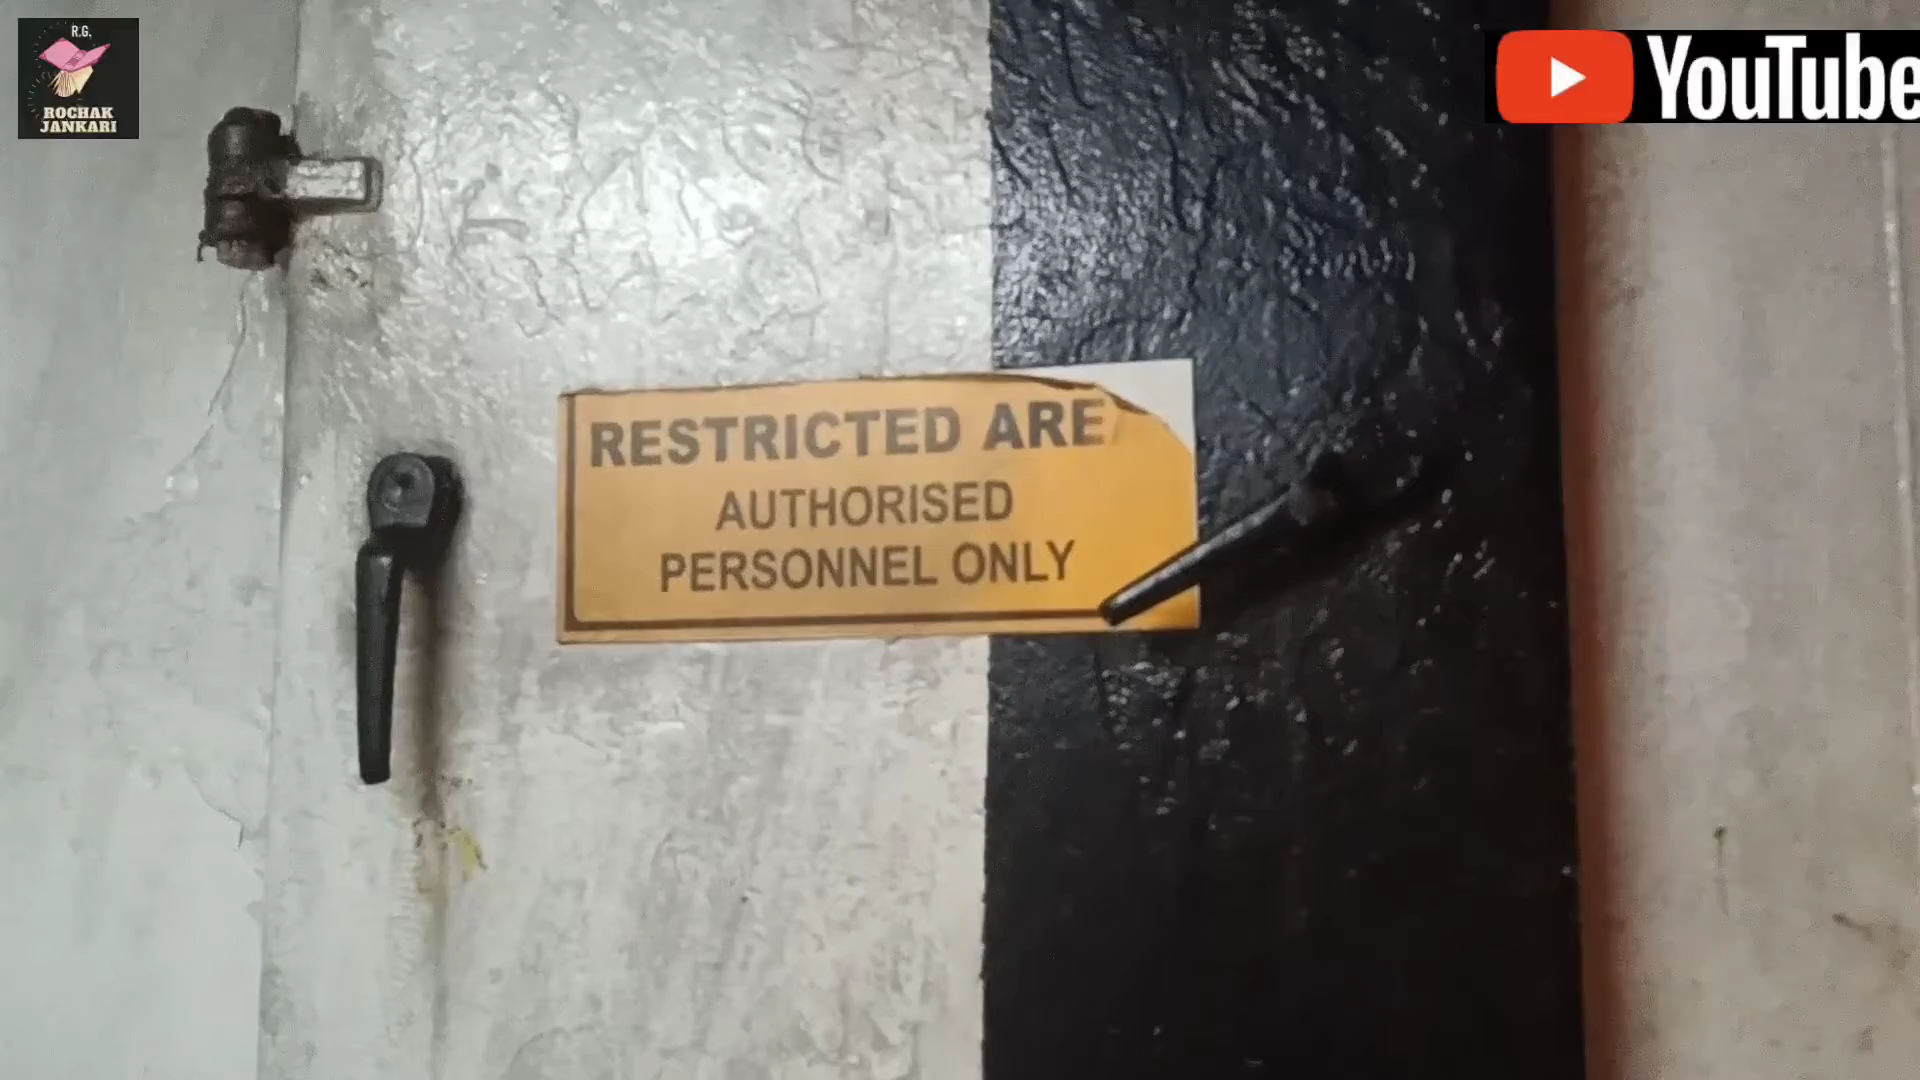 R.G.
ROCHAK
JANKARI
YouTube
RESTRICTED ARE
AUTHORISED
PERSONNEL ONLY